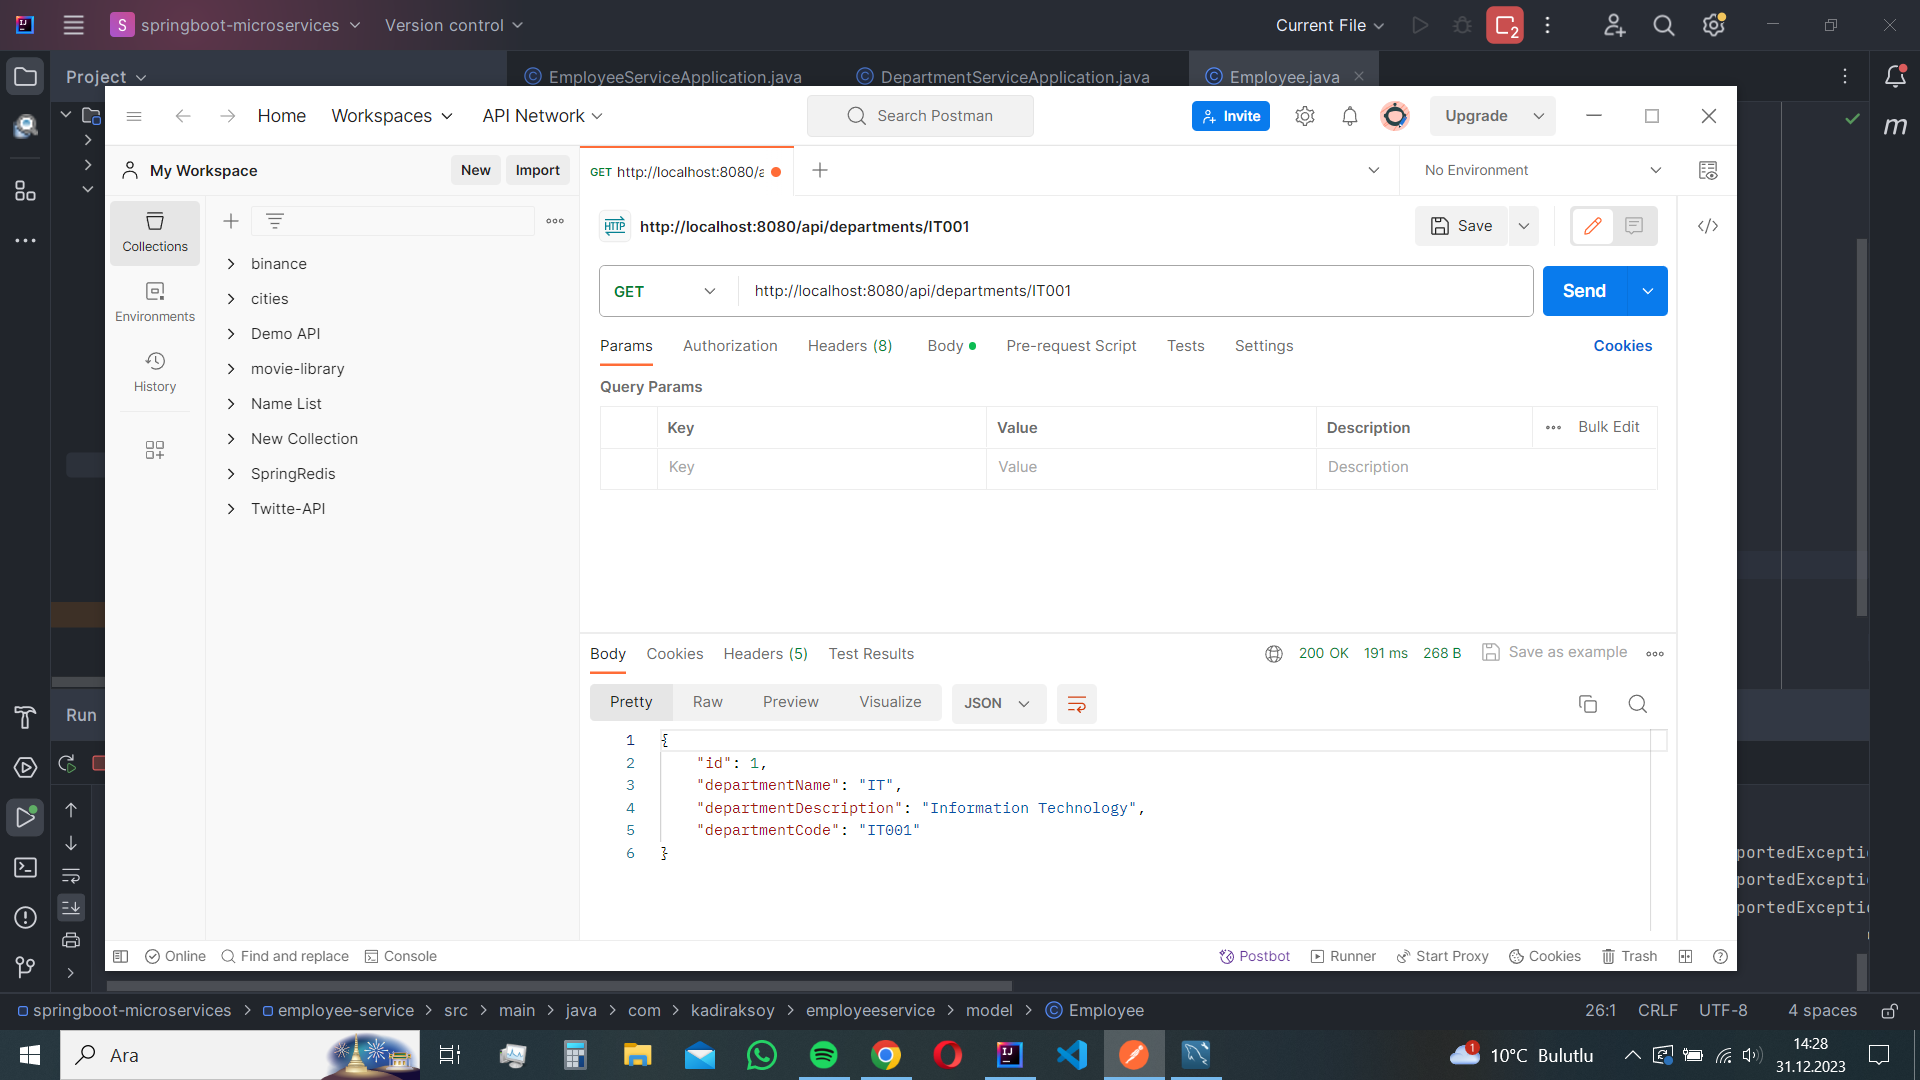 S springboot-microservices Version control Current File 2
Project EmployeeServiceApplication.java DepartmentServiceApplication.java Employee.java
Home Workspaces API Network Search Postman Invite Upgrade
m
My Workspace New Import GET http://localhost:8080/a No Environment
Collections
HTTP http://localhost:8080/api/departments/IT001 Save
binance
cities
Environments
GET http://localhost:8080/api/departments/IT001 Send
Demo API
movie-library
History
Name List
New Collection
SpringRedis
Twitte-API
Params Authorization Headers (8) Body Pre-request Script Tests Settings Cookies
Query Params
Key Value Description Bulk Edit
Key Value Description
Body Cookies Headers (5) Test Results 200 OK 191 ms 268 B Save as example
Pretty Raw Preview Visualize JSON
Run
1 {
2 "id": 1,
3 "departmentName": "IT",
4 "departmentDescription": "Information Technology",
5 "departmentCode": "IT001"
6 }
portedExcepti
portedExcepti
portedExcepti
Online Find and replace Console Postbot Runner Start Proxy Cookies Trash
springboot-microservices employee-service src main java com kadiraksoy employeeservice model Employee 26:1 CRLF UTF-8 4 spaces
Ara 1 10°C Bulutlu 14:28
31.12.2023